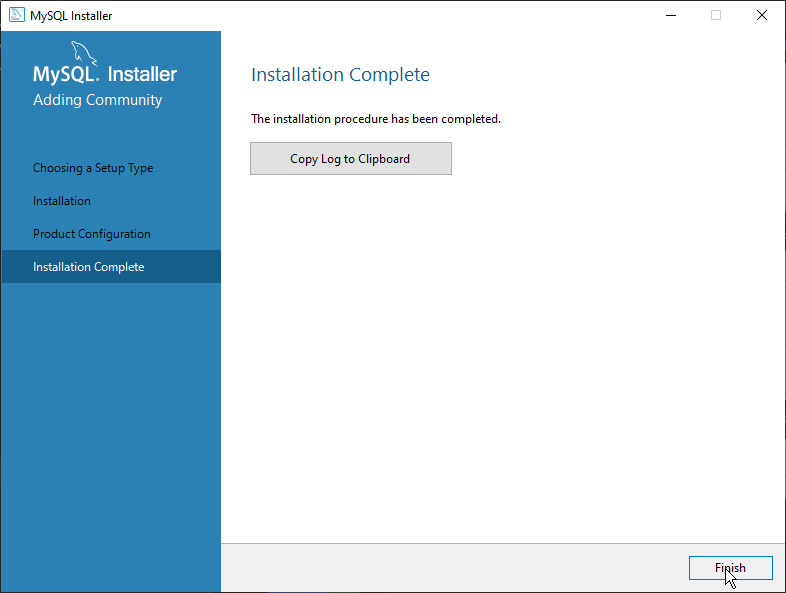 MySQL Installer
MySQL. Installer
Adding Community
Choosing a Setup Type
Installation
Product Configuration
Installation Complete
Installation Complete
The installation procedure has been completed.
Copy Log to Clipboard
Finish